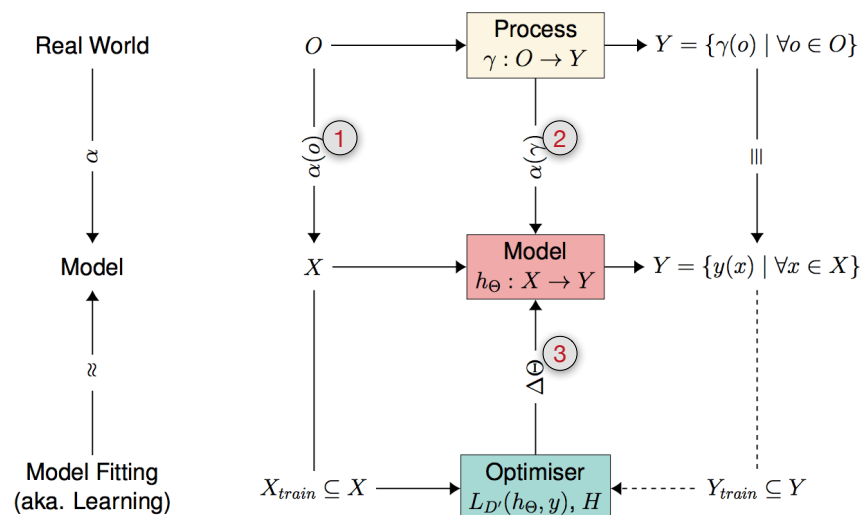 Real World
O
Process
γ : O → Y
Y = {γ(o) | ∀o ∈ O}
α
α(o)
1
α(γ)
2
≡
Model
X
Model
h_Θ : X → Y
Y = {y(x) | ∀x ∈ X}
≈
ΔΘ
3
Model Fitting
(aka. Learning)
X_train ⊆ X
Optimiser
L_D′(h_Θ, y), H
Y_train ⊆ Y